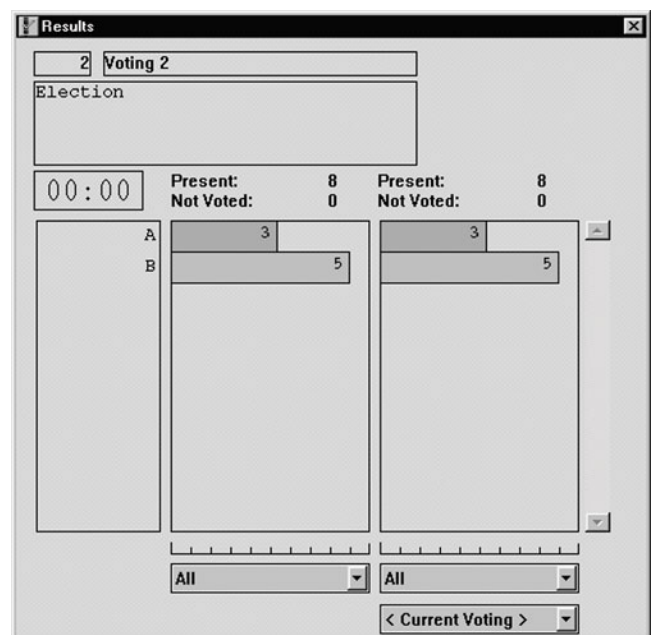 Results
2 Voting 2
Election
00:00
Present: 8 Present: 8
Not Voted: 0 Not Voted: 0
A 3 3
B 5 5
All All
< Current Voting >